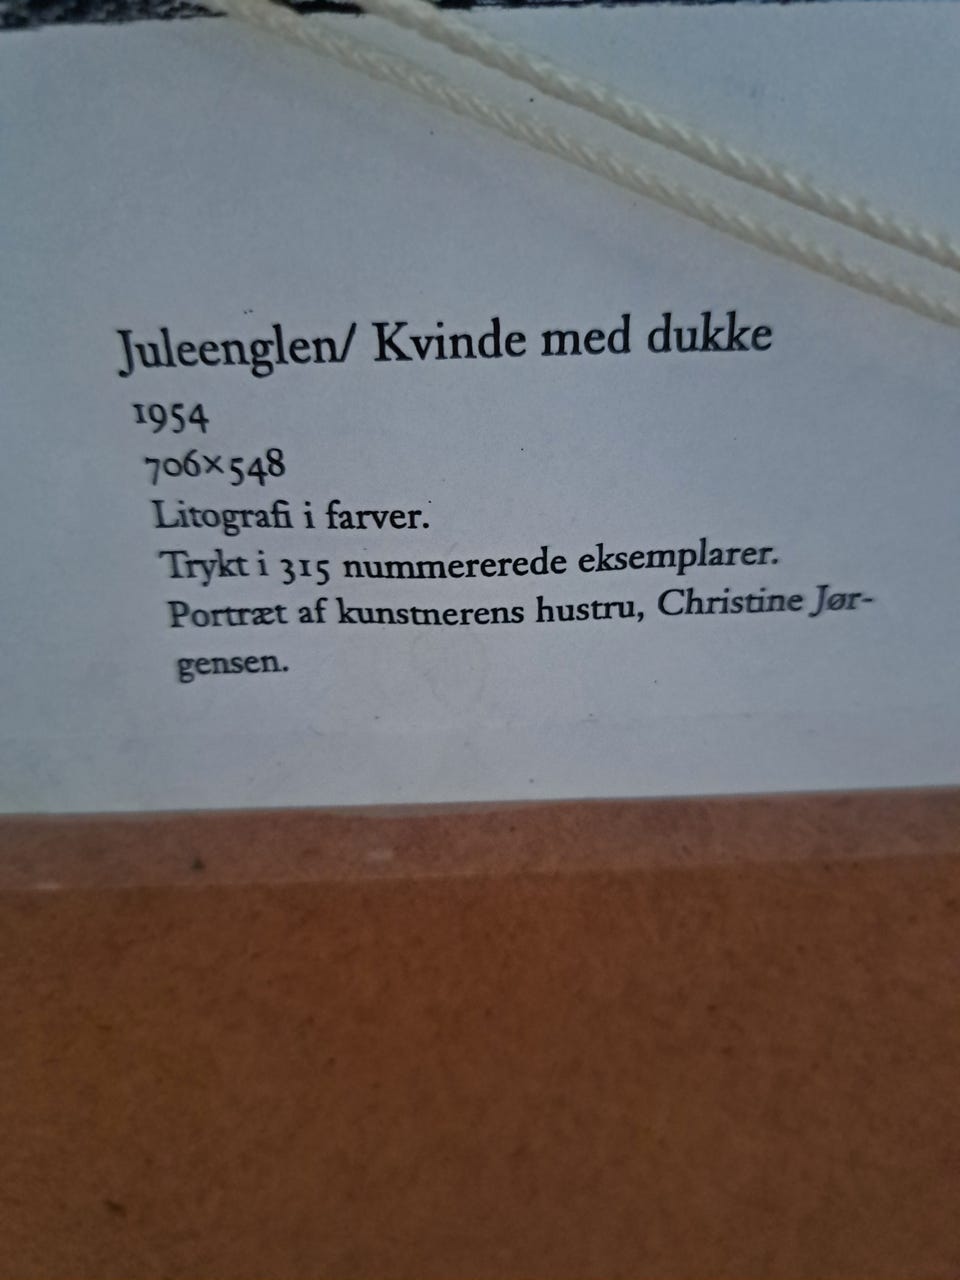 Juleenglen/ Kvinde med dukke
1954
706×548
Litografi i farver.
Trykt i 315 nummererede eksemplarer.
Portræt af kunstnerens hustru, Christine Jør-
gensen.